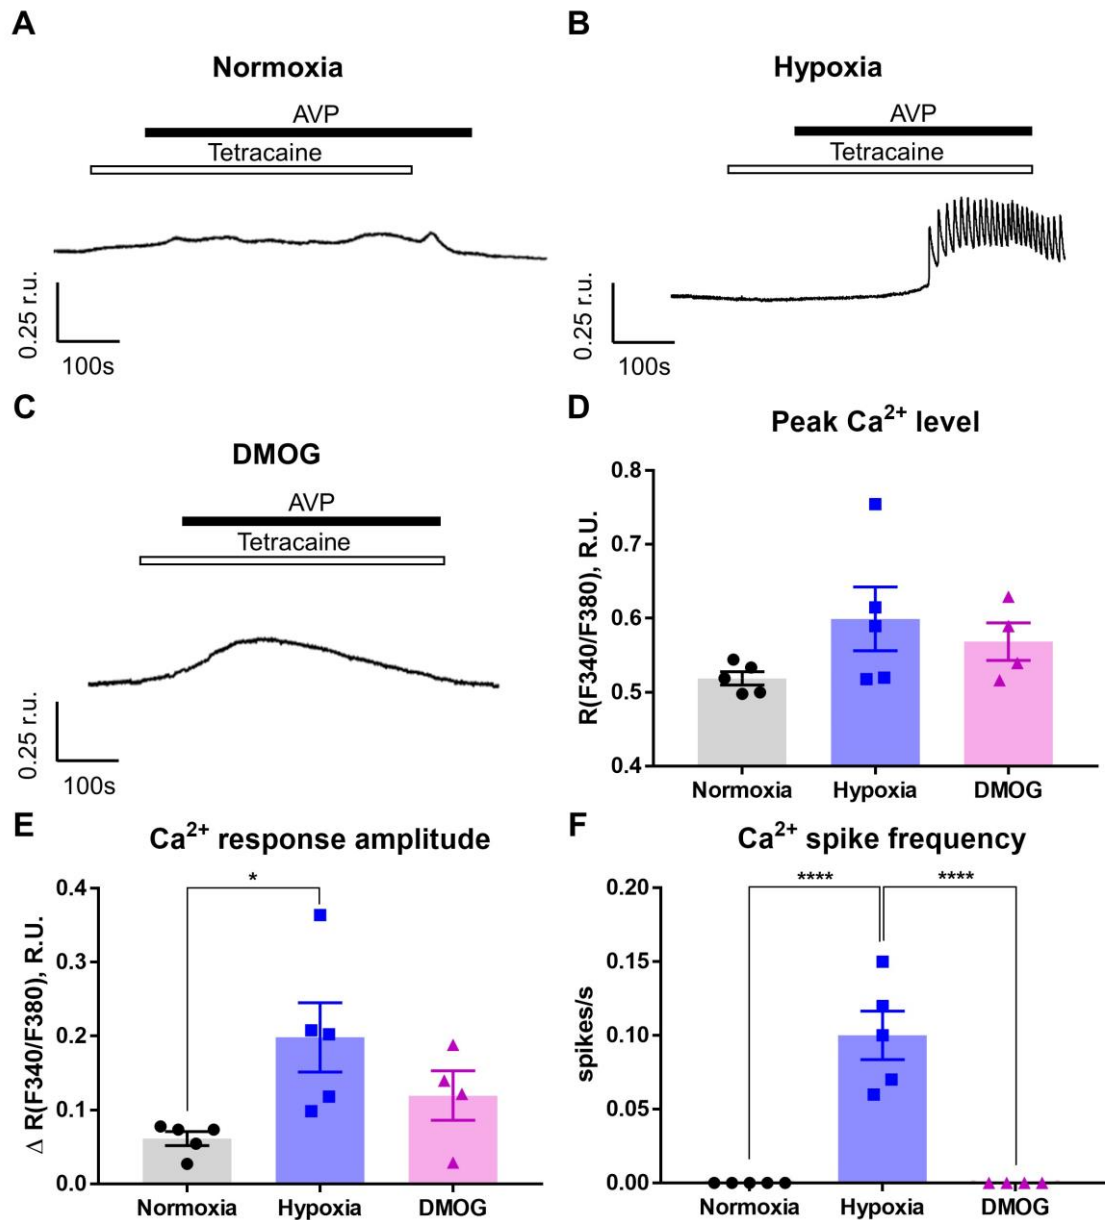 A
Normoxia
AVP
Tetracaine
0.25 r.u.
100s
B
Hypoxia
AVP
Tetracaine
0.25 r.u.
100s
C
DMOG
AVP
Tetracaine
0.25 r.u.
100s
D
Peak Ca²⁺ level
R(F340/F380), R.U.
0.8
0.7
0.6
0.5
0.4
Normoxia Hypoxia DMOG
E
Ca²⁺ response amplitude
Δ R(F340/F380), R.U.
0.4
0.3
0.2
0.1
0.0
*
Normoxia Hypoxia DMOG
F
Ca²⁺ spike frequency
spikes/s
0.20
0.15
0.10
0.05
0.00
**** ****
Normoxia Hypoxia DMOG